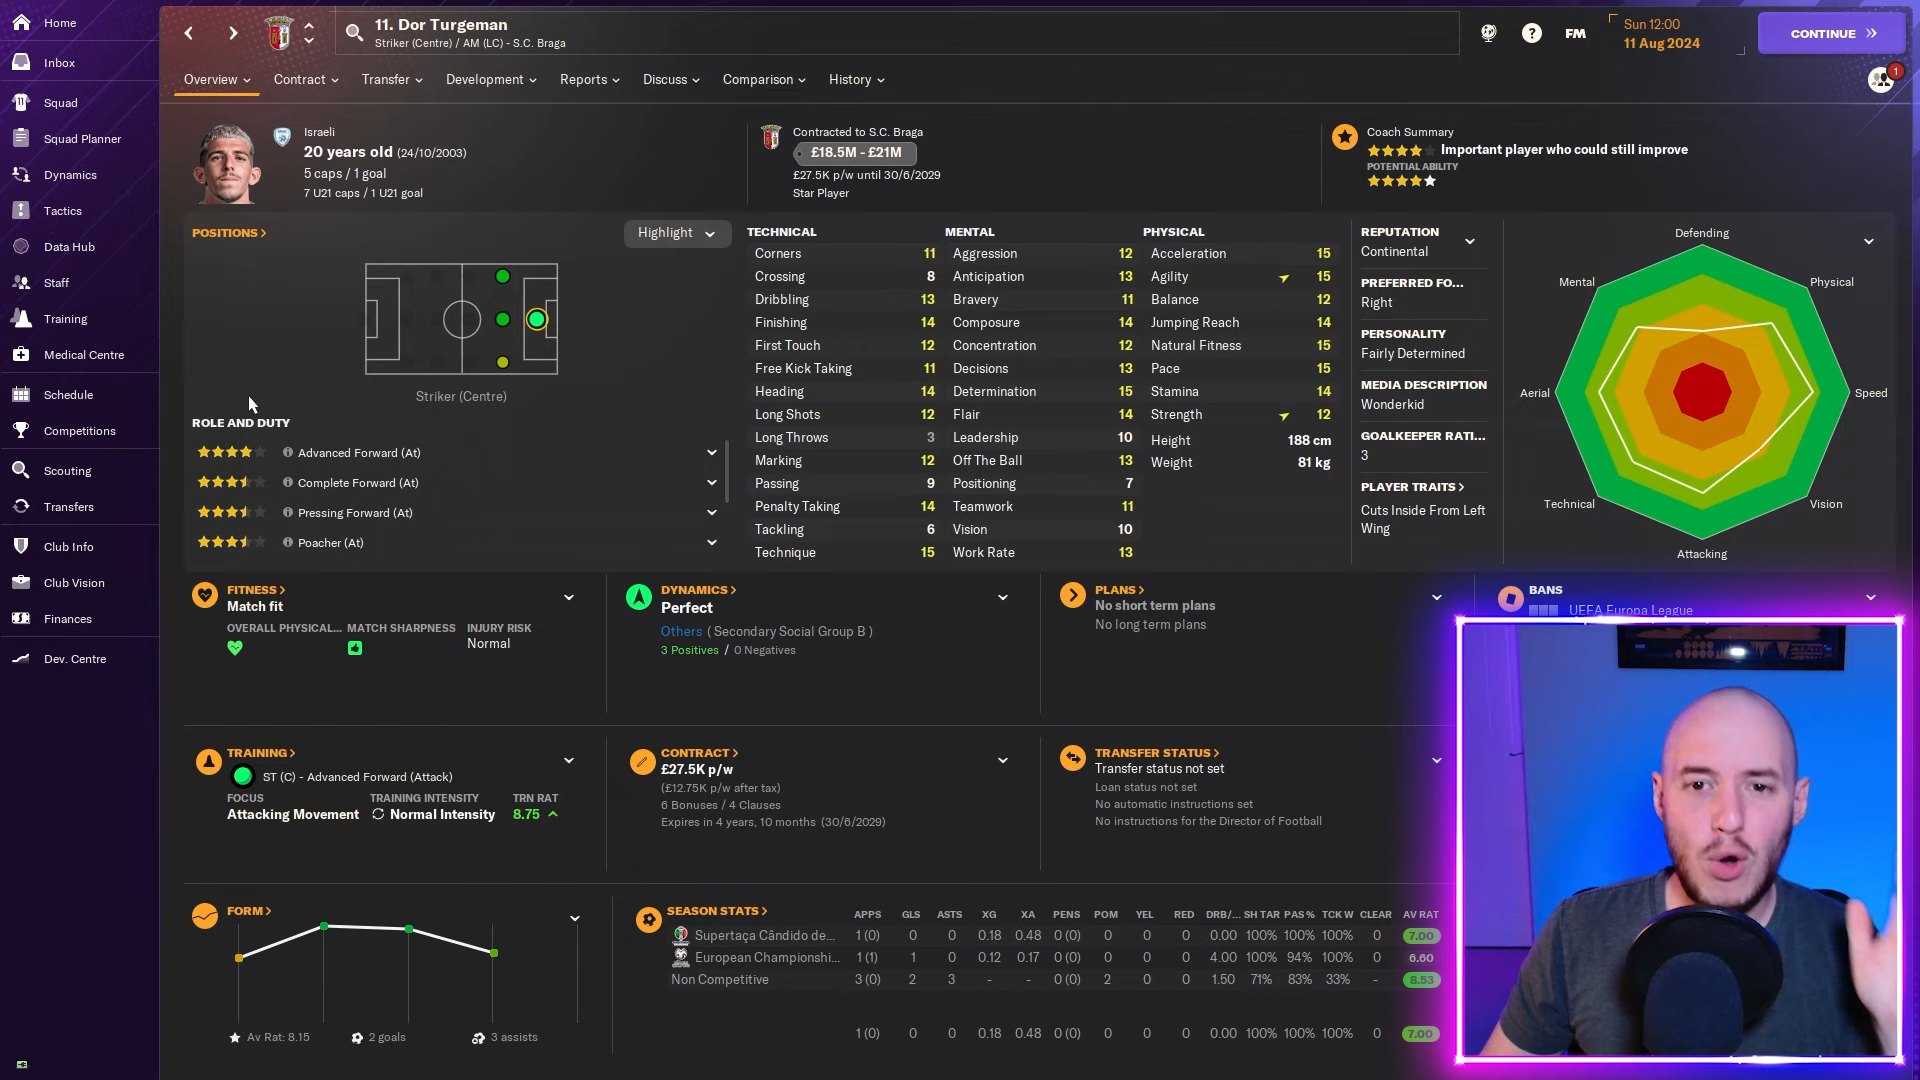 Home
Inbox
Squad
Squad Planner
Dynamics
Tactics
Data Hub
Staff
Training
Medical Centre
Schedule
Competitions
Scouting
Transfers
Club Info
Club Vision
Finances
Dev. Centre
11. Dor Turgeman
Striker (Centre) / AM (LC) - S.C. Braga
FM
Sun 12:00
11 Aug 2024
CONTINUE
Overview Contract Transfer Development Reports Discuss Comparison History
1
Israeli
20 years old (24/10/2003)
5 caps / 1 goal
7 U21 caps / 1 U21 goal
Contracted to S.C. Braga
£18.5M - £21M
£27.5K p/w until 30/6/2029
Star Player
Coach Summary
Important player who could still improve
POTENTIAL ABILITY
POSITIONS
Highlight
Striker (Centre)
ROLE AND DUTY
Advanced Forward (At)
Complete Forward (At)
Pressing Forward (At)
Poacher (At)
TECHNICAL
Corners 11
Crossing 8
Dribbling 13
Finishing 14
First Touch 12
Free Kick Taking 11
Heading 14
Long Shots 12
Long Throws 3
Marking 12
Passing 9
Penalty Taking 14
Tackling 6
Technique 15
MENTAL
Aggression 12
Anticipation 13
Bravery 11
Composure 14
Concentration 12
Decisions 13
Determination 15
Flair 14
Leadership 10
Off The Ball 13
Positioning 7
Teamwork 11
Vision 10
Work Rate 13
PHYSICAL
Acceleration 15
Agility 15
Balance 12
Jumping Reach 14
Natural Fitness 15
Pace 15
Stamina 14
Strength 12
Height 188 cm
Weight 81 kg
REPUTATION
Continental
PREFERRED FO...
Right
PERSONALITY
Fairly Determined
MEDIA DESCRIPTION
Wonderkid
GOALKEEPER RATI...
3
PLAYER TRAITS
Cuts Inside From Left
Wing
Defending
Mental Physical
Aerial Speed
Technical Vision
Attacking
FITNESS
Match fit
OVERALL PHYSICAL... MATCH SHARPNESS INJURY RISK
Normal
DYNAMICS
Perfect
Others ( Secondary Social Group B )
3 Positives / 0 Negatives
PLANS
No short term plans
No long term plans
BANS
UEFA Europa League
TRAINING
ST (C) - Advanced Forward (Attack)
FOCUS TRAINING INTENSITY TRN RAT
Attacking Movement Normal Intensity 8.75
CONTRACT
£27.5K p/w
(£12.75K p/w after tax)
6 Bonuses / 4 Clauses
Expires in 4 years, 10 months (30/6/2029)
TRANSFER STATUS
Transfer status not set
Loan status not set
No automatic instructions set
No instructions for the Director of Football
FORM
Av Rat: 8.15 2 goals 3 assists
SEASON STATS APPS GLS ASTS XG XA PENS POM YEL RED DRB/... SH TAR PAS % TCK W CLEAR AV RAT
Supertaça Cândido de... 1 (0) 0 0 0.18 0.48 0 (0) 0 0 0 0.00 100% 100% 100% 0 7.00
European Championshi... 1 (1) 1 0 0.12 0.17 0 (0) 0 0 0 4.00 100% 94% 100% 0 6.60
Non Competitive 3 (0) 2 3 - - 0 (0) 2 0 0 1.50 71% 83% 33% - 8.53
1 (0) 0 0 0.18 0.48 0 (0) 0 0 0 0.00 100% 100% 100% 0 7.00